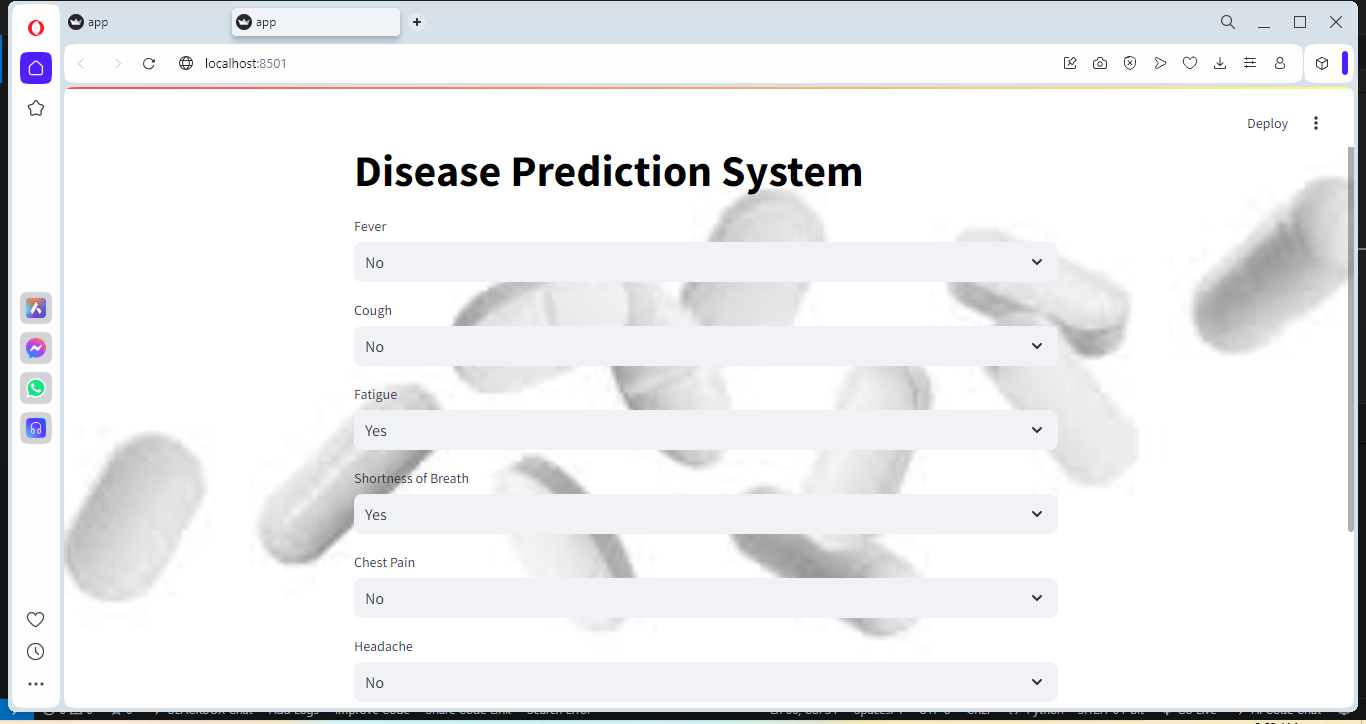 app
app
localhost:8501
Deploy
Disease Prediction System
Fever
No
Cough
No
Fatigue
Yes
Shortness of Breath
Yes
Chest Pain
No
Headache
No